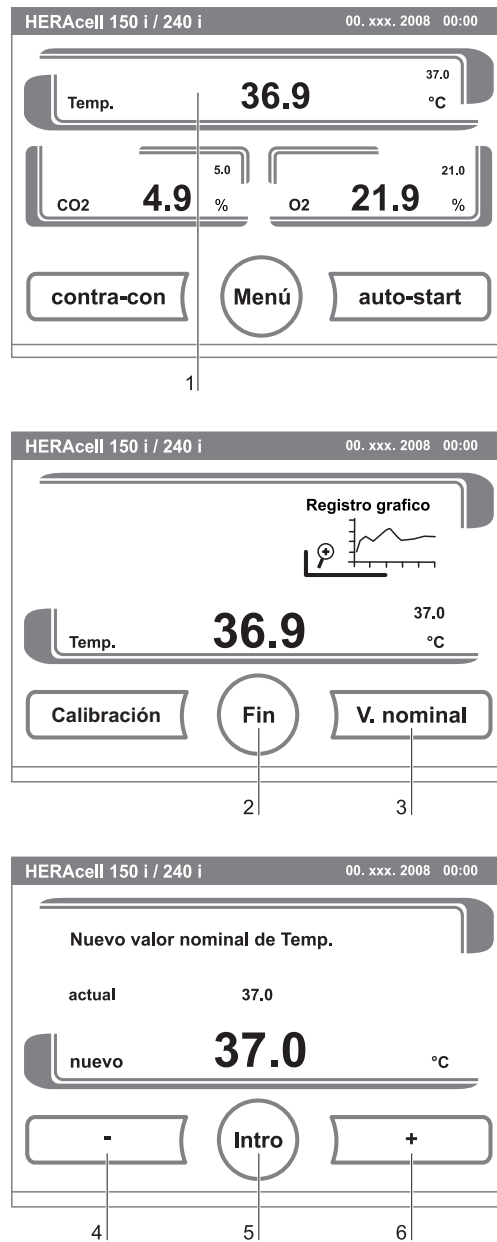 HERAcell 150 i / 240 i 00. xxx. 2008 00:00
37.0
Temp. 36.9 °C
5.0 21.0
CO2 4.9 % O2 21.9 %
contra-con Menú auto-start
1
HERAcell 150 i / 240 i 00. xxx. 2008 00:00
Registro grafico
37.0
Temp. 36.9 °C
Calibración Fin V. nominal
2 3
HERAcell 150 i / 240 i 00. xxx. 2008 00:00
Nuevo valor nominal de Temp.
actual 37.0
nuevo 37.0 °C
- Intro +
4 5 6